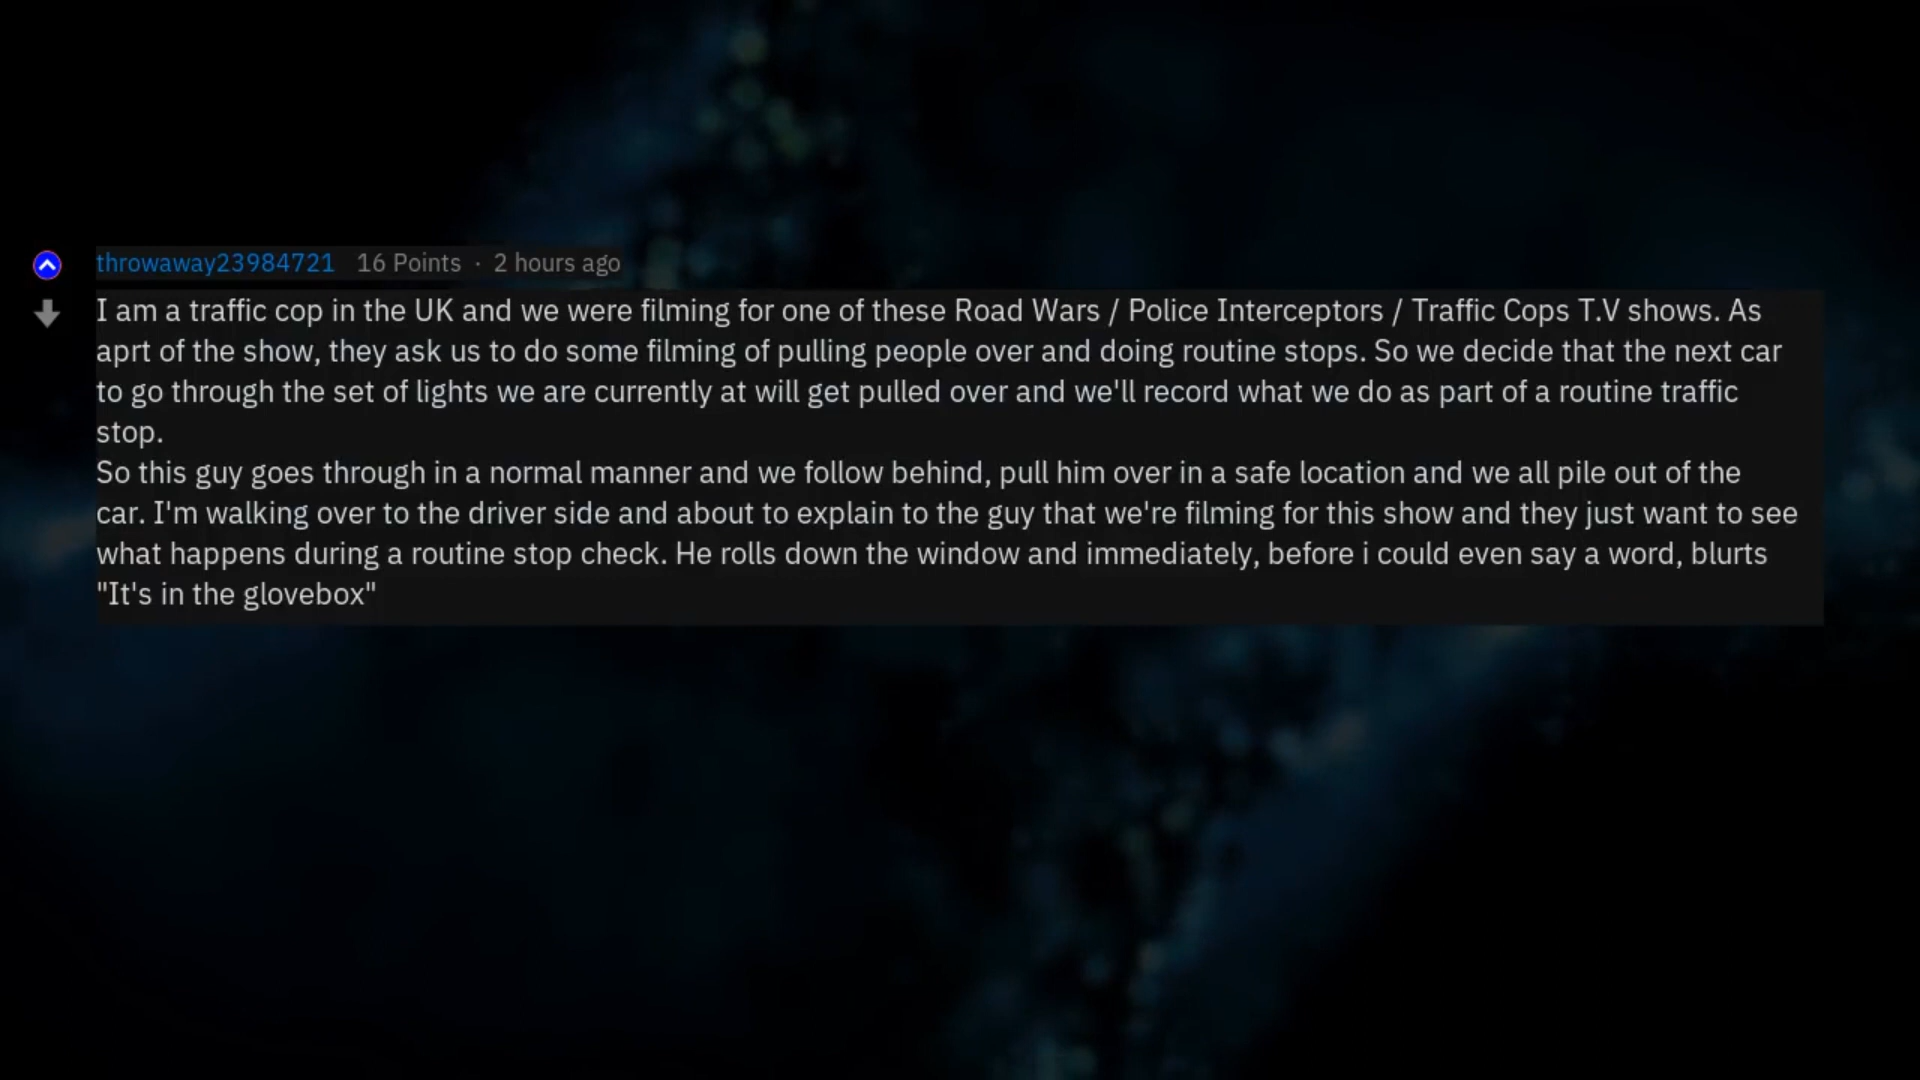 throwaway23984721 16 Points · 2 hours ago
I am a traffic cop in the UK and we were filming for one of these Road Wars / Police Interceptors / Traffic Cops T.V shows. As
aprt of the show, they ask us to do some filming of pulling people over and doing routine stops. So we decide that the next car
to go through the set of lights we are currently at will get pulled over and we'll record what we do as part of a routine traffic
stop.
So this guy goes through in a normal manner and we follow behind, pull him over in a safe location and we all pile out of the
car. I'm walking over to the driver side and about to explain to the guy that we're filming for this show and they just want to see
what happens during a routine stop check. He rolls down the window and immediately, before i could even say a word, blurts
"It's in the glovebox"